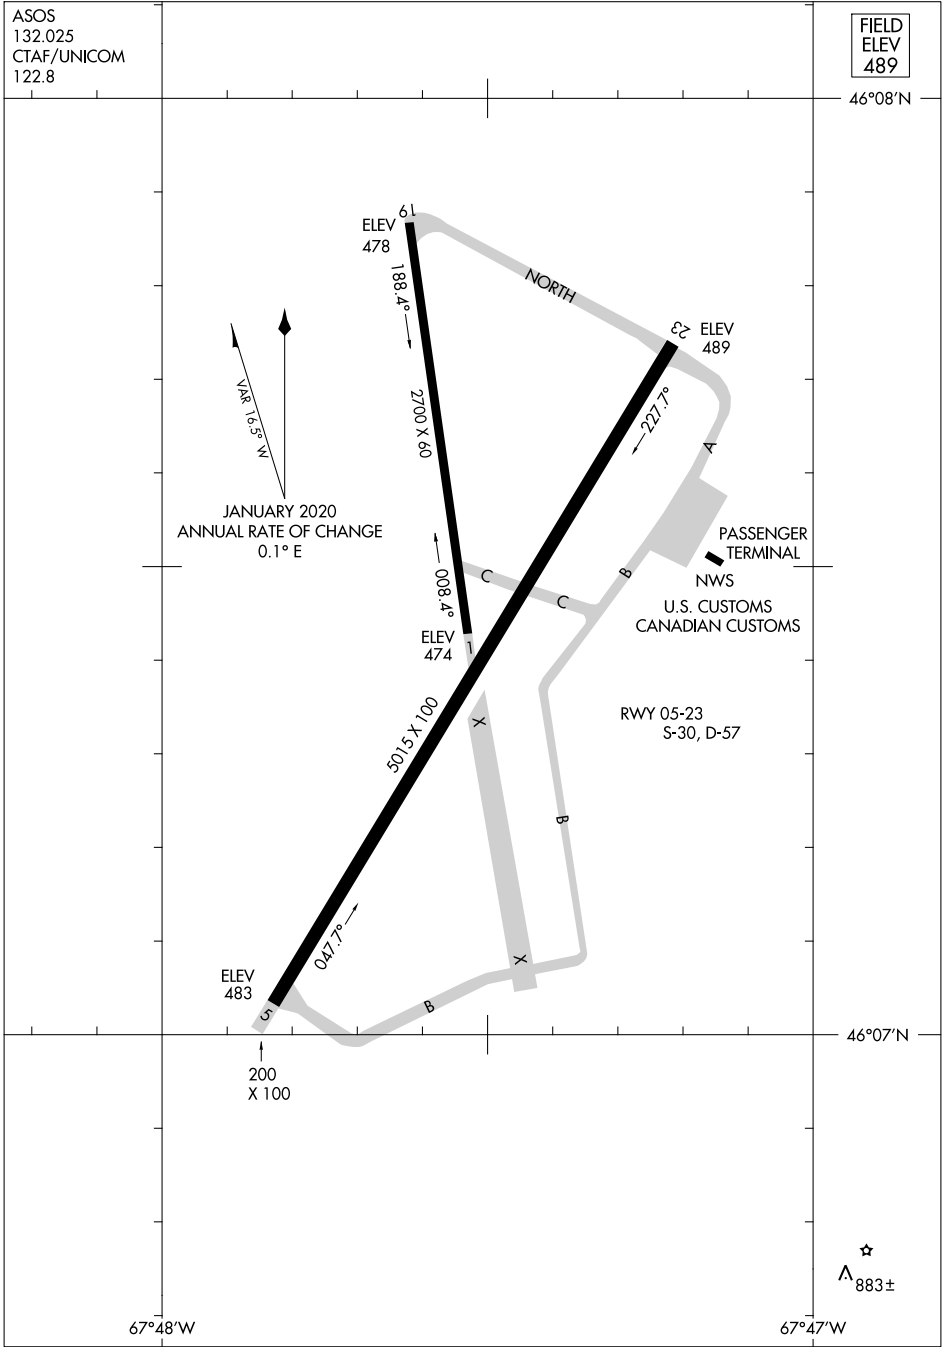 ASOS
132.025
CTAF/UNICOM
122.8
FIELD
ELEV
489
46°08'N
19
ELEV
478
188.4°
NORTH
23
ELEV
489
VAR 16.5° W
2700 X 60
227.7°
A
JANUARY 2020
ANNUAL RATE OF CHANGE
0.1° E
PASSENGER
TERMINAL
NWS
U.S. CUSTOMS
CANADIAN CUSTOMS
C
C
B
008.4°
ELEV
474
1
RWY 05-23
S-30, D-57
5015 X 100
X
B
047.7°
X
ELEV
483
5
B
46°07'N
200
X 100
883±
67°48'W
67°47'W